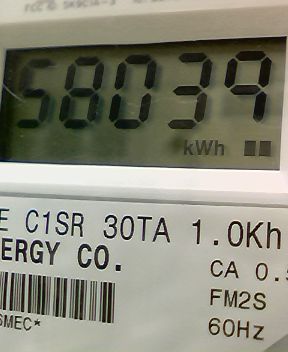 58039
kWh
E C1SR 30TA 1.0Kh
ERGY CO.
CA 0.5
FM2S
60Hz
SMEC*